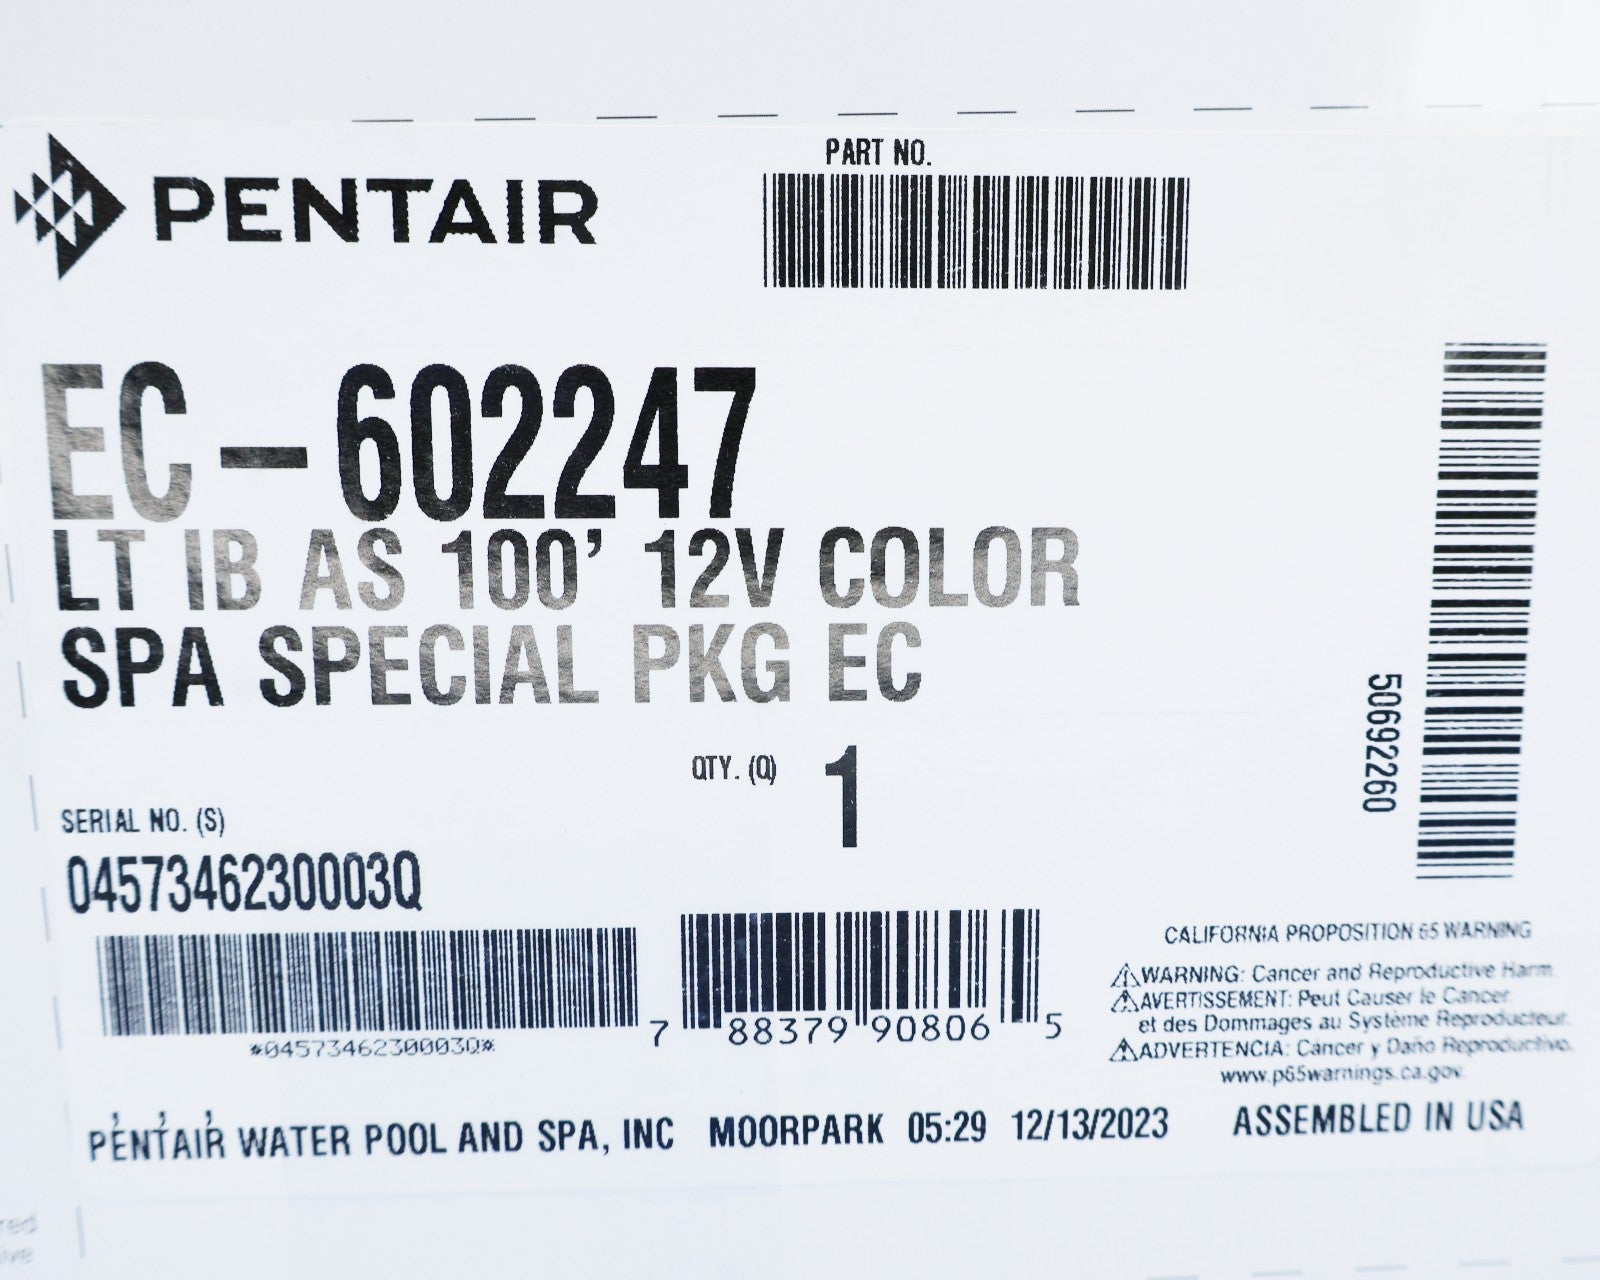 PENTAIR
PART NO.
EC-602247
LT IB AS 100' 12V COLOR
SPA SPECIAL PKG EC
50692260
QTY. (Q) 1
SERIAL NO. (S)
0457346230003Q
*0457346230003Q*
7 88379 90806 5
CALIFORNIA PROPOSITION 65 WARNING
⚠WARNING: Cancer and Reproductive Harm
⚠AVERTISSEMENT: Peut Causer le Cancer
et des Dommages au Système Reproducteur.
⚠ADVERTENCIA: Cáncer y Daño Reproductivo.
www.p65warnings.ca.gov.
PENTAIR WATER POOL AND SPA, INC MOORPARK 05:29 12/13/2023 ASSEMBLED IN USA